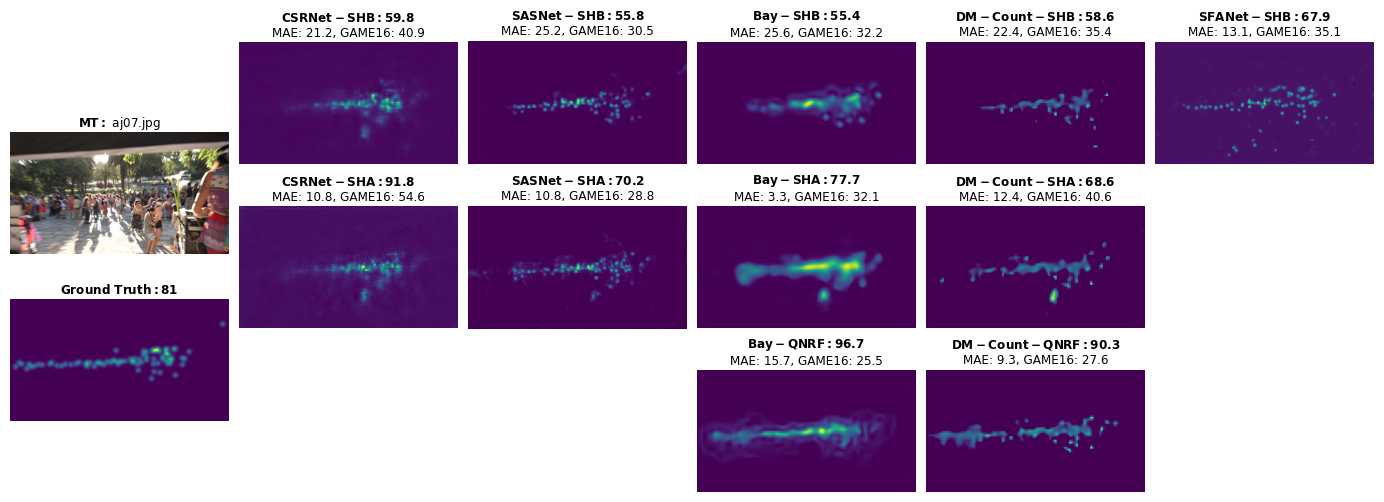 CSRNet − SHB : 59.8
MAE: 21.2, GAME16: 40.9
SASNet − SHB : 55.8
MAE: 25.2, GAME16: 30.5
Bay − SHB : 55.4
MAE: 25.6, GAME16: 32.2
DM − Count − SHB : 58.6
MAE: 22.4, GAME16: 35.4
SFANet − SHB : 67.9
MAE: 13.1, GAME16: 35.1
MT : aj07.jpg
CSRNet − SHA : 91.8
MAE: 10.8, GAME16: 54.6
SASNet − SHA : 70.2
MAE: 10.8, GAME16: 28.8
Bay − SHA : 77.7
MAE: 3.3, GAME16: 32.1
DM − Count − SHA : 68.6
MAE: 12.4, GAME16: 40.6
Ground Truth : 81
Bay − QNRF : 96.7
MAE: 15.7, GAME16: 25.5
DM − Count − QNRF : 90.3
MAE: 9.3, GAME16: 27.6